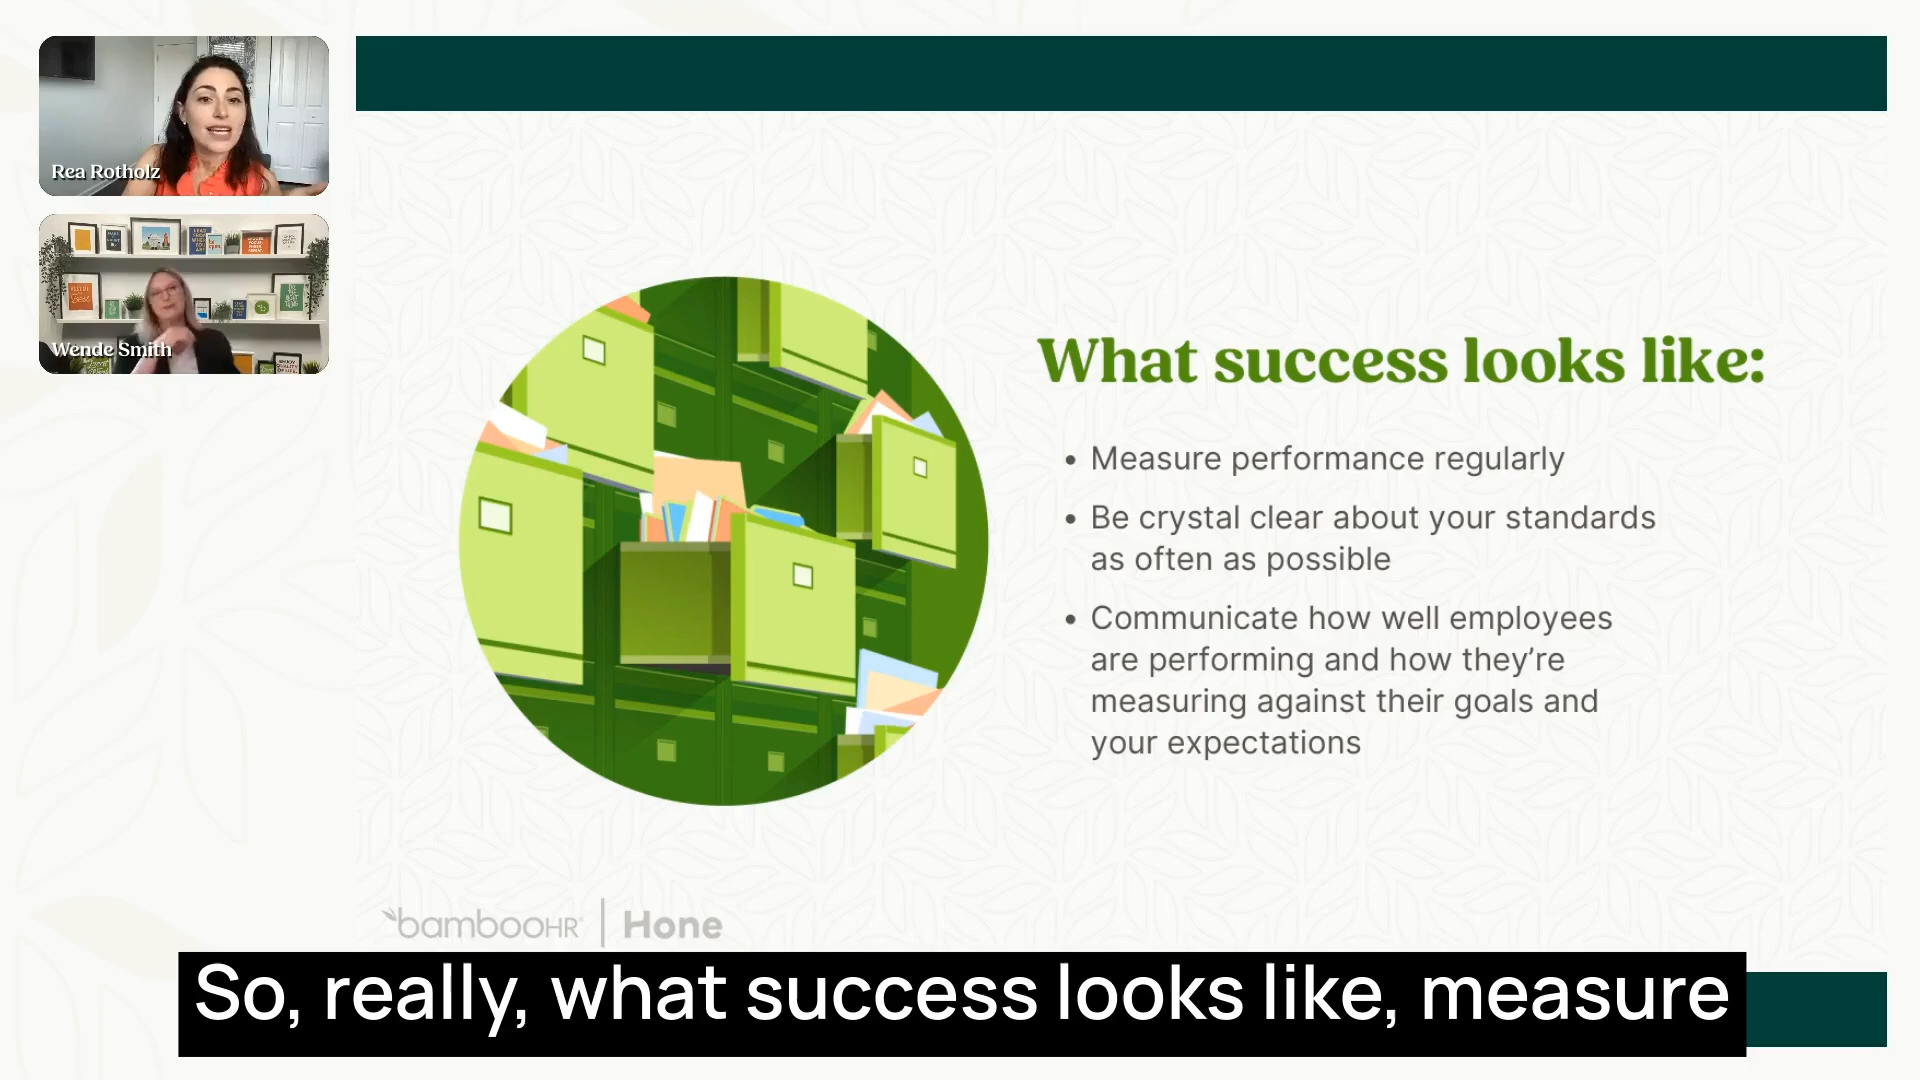 Rea Rotholz
Wende Smith
What success looks like:
• Measure performance regularly
• Be crystal clear about your standards
as often as possible
• Communicate how well employees
are performing and how they’re
measuring against their goals and
your expectations
bambooHR | Hone
So, really, what success looks like, measure